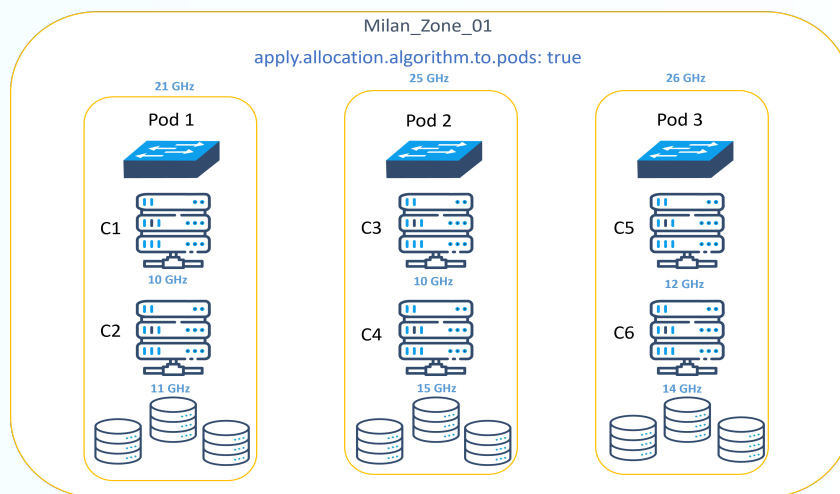 Milan_Zone_01
apply.allocation.algorithm.to.pods: true
21 GHz
25 GHz
26 GHz
Pod 1
Pod 2
Pod 3
C1
C3
C5
10 GHz
10 GHz
12 GHz
C2
C4
C6
11 GHz
15 GHz
14 GHz